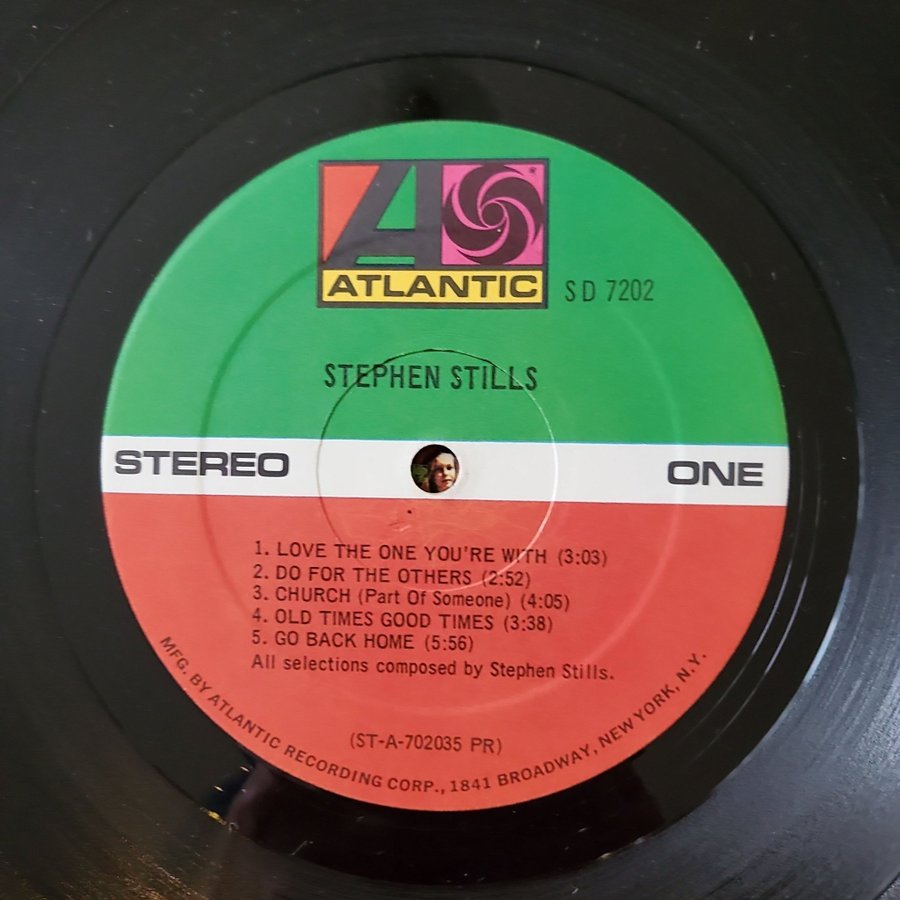 ATLANTIC
SD 7202
STEPHEN STILLS
STEREO
ONE
1. LOVE THE ONE YOU'RE WITH (3:03)
2. DO FOR THE OTHERS (2:52)
3. CHURCH (Part Of Someone) (4:05)
4. OLD TIMES GOOD TIMES (3:38)
5. GO BACK HOME (5:56)
All selections composed by Stephen Stills.
(ST-A-702035 PR)
MFG. BY ATLANTIC RECORDING CORP., 1841 BROADWAY, NEW YORK, N.Y.